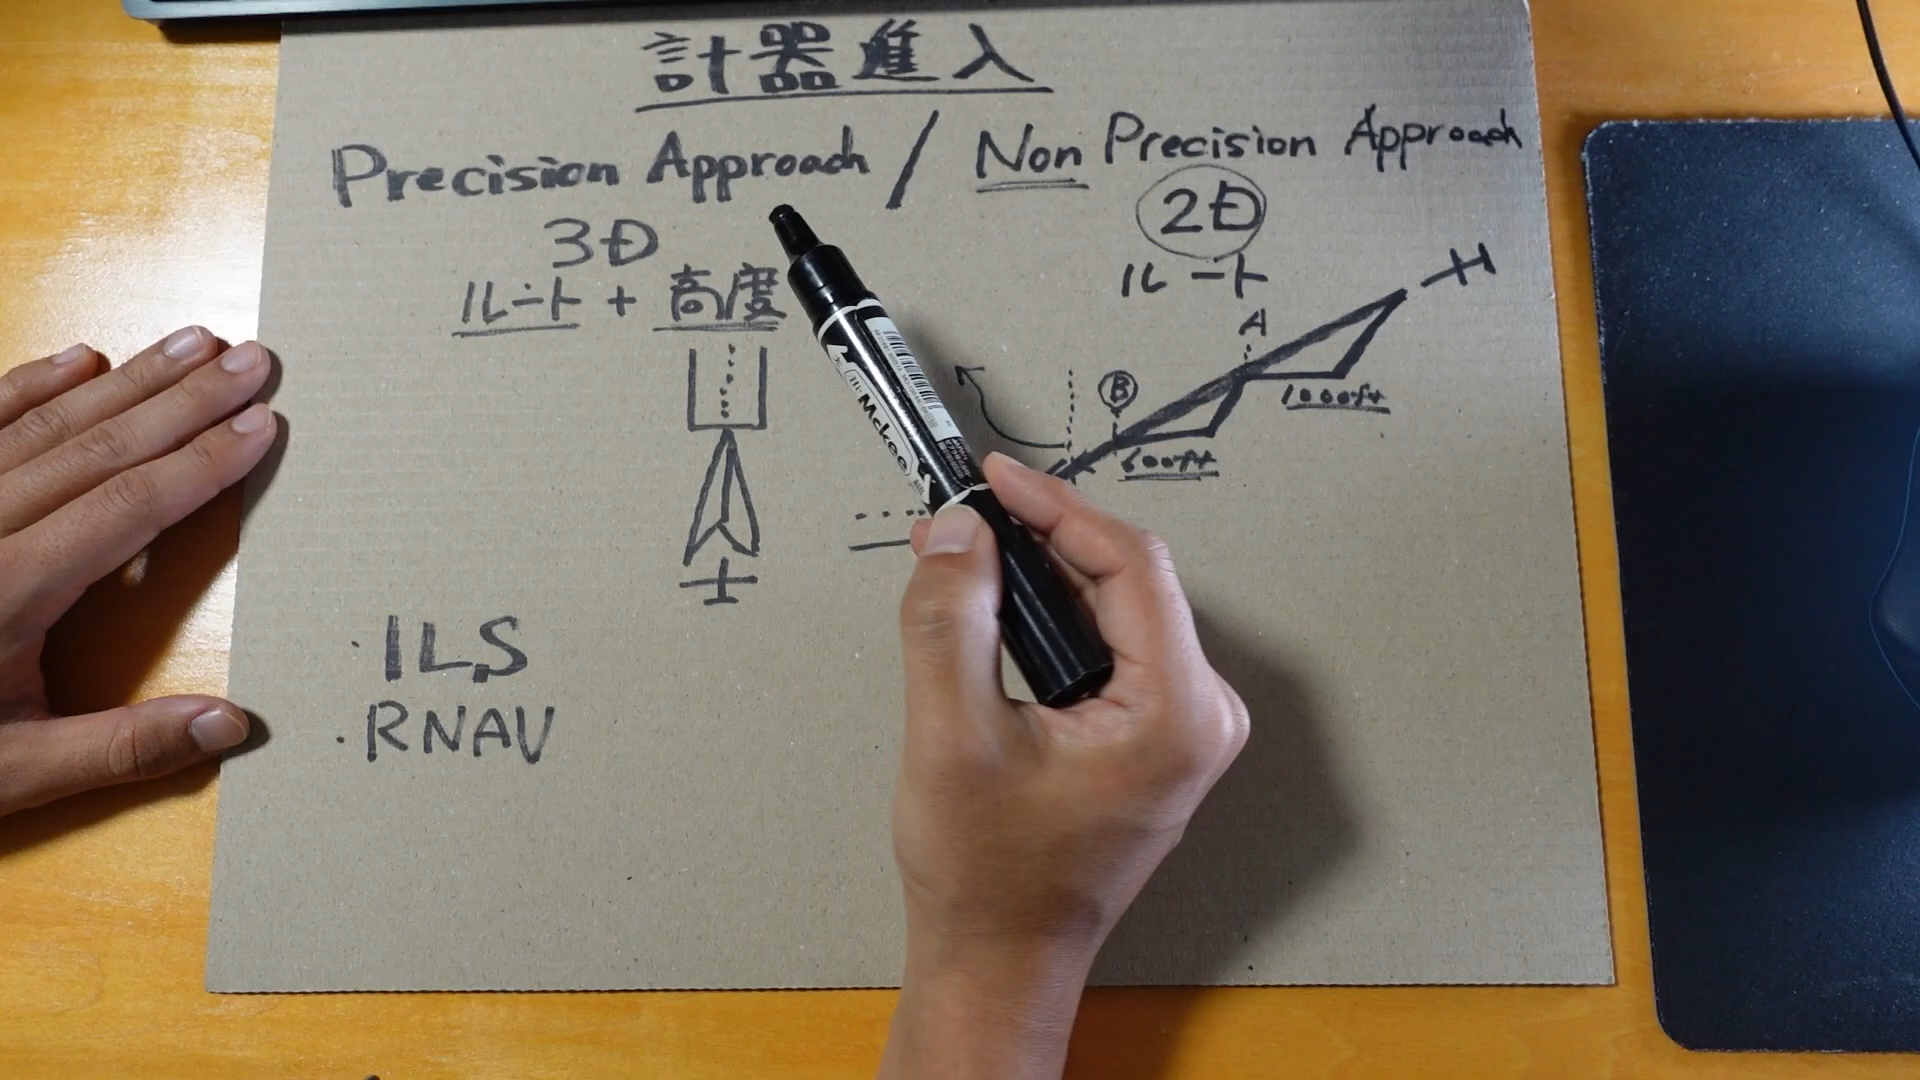 計器進入
Precision Approach / Non Precision Approach
3D
ルート + 高度
2D
ルート
A
1000ft
B
600ft
・ILS
・RNAV
Mckee